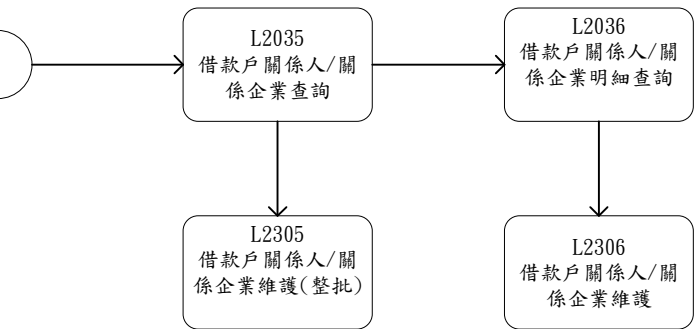 L2035
借款戶關係人/關
係企業查詢
L2036
借款戶關係人/關
係企業明細查詢
L2305
借款戶關係人/關
係企業維護(整批)
L2306
借款戶關係人/關
係企業維護